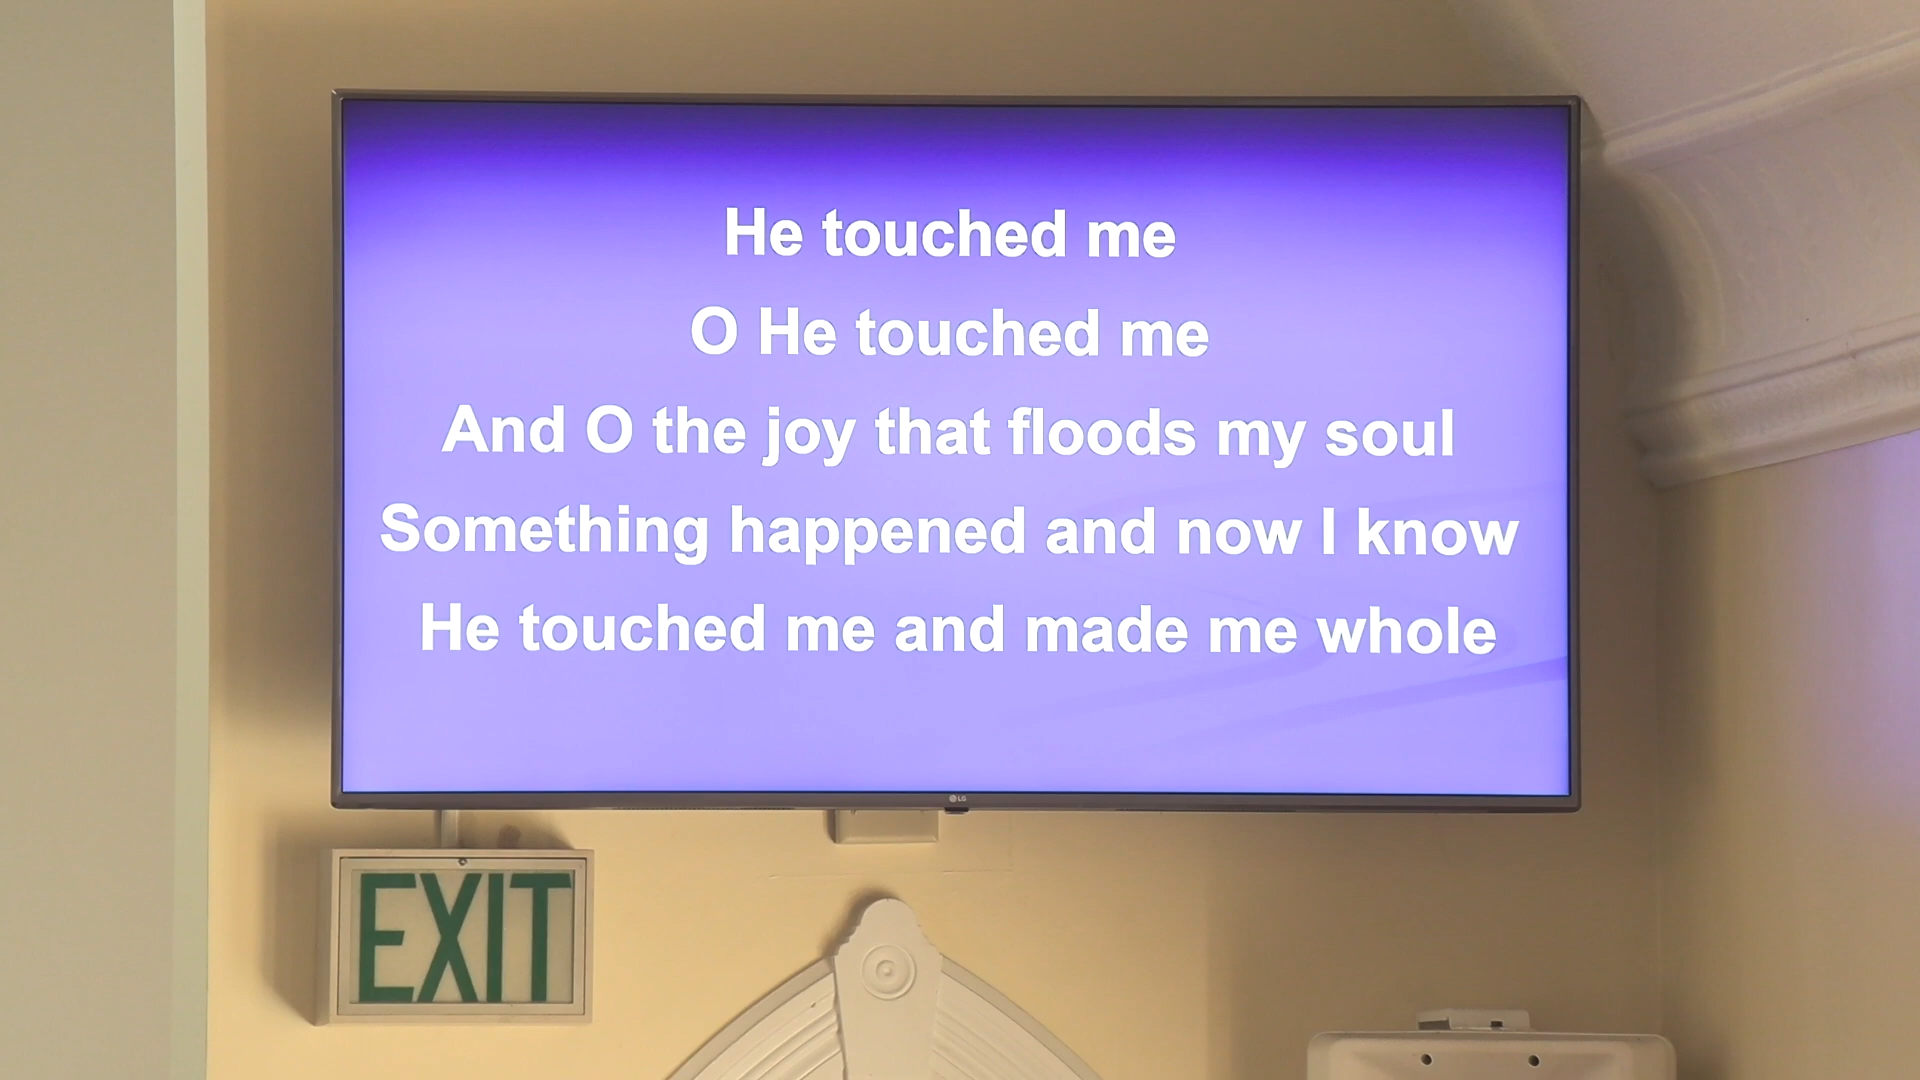 He touched me
O He touched me
And O the joy that floods my soul
Something happened and now I know
He touched me and made me whole
LG
EXIT